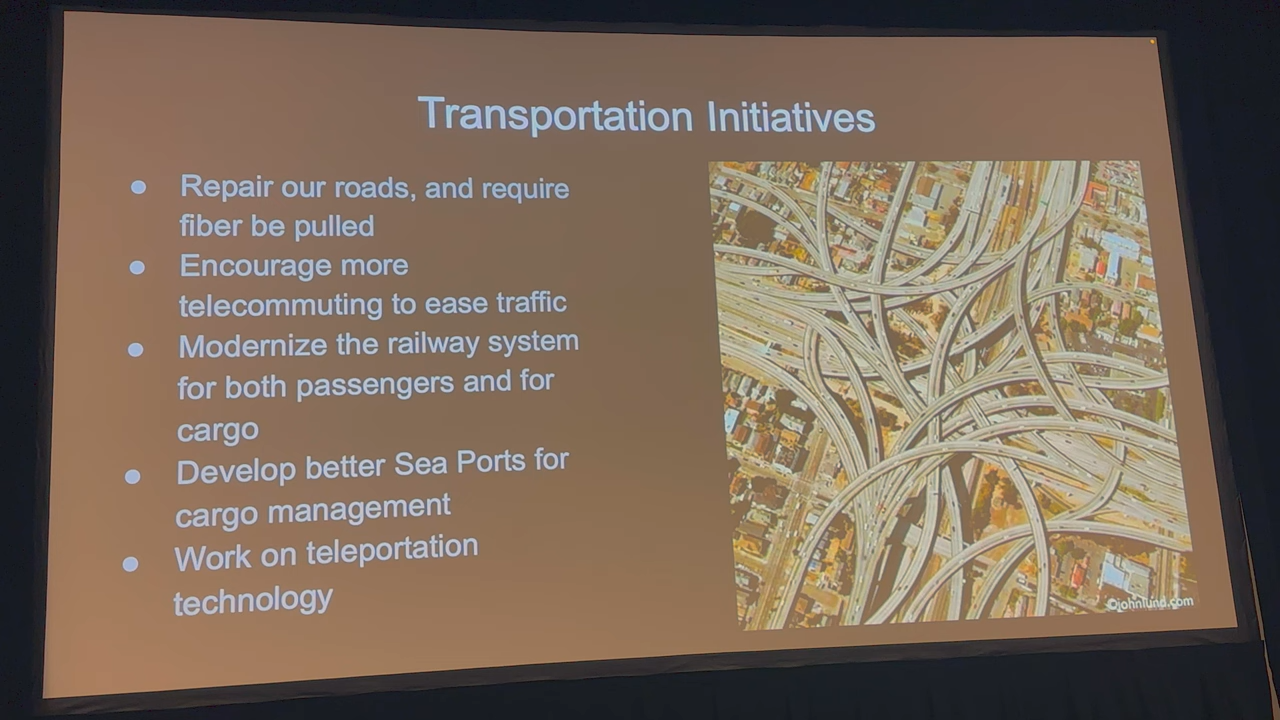 Transportation Initiatives
● Repair our roads, and require
fiber be pulled
● Encourage more
telecommuting to ease traffic
● Modernize the railway system
for both passengers and for
cargo
● Develop better Sea Ports for
cargo management
● Work on teleportation
technology
©johnlund.com